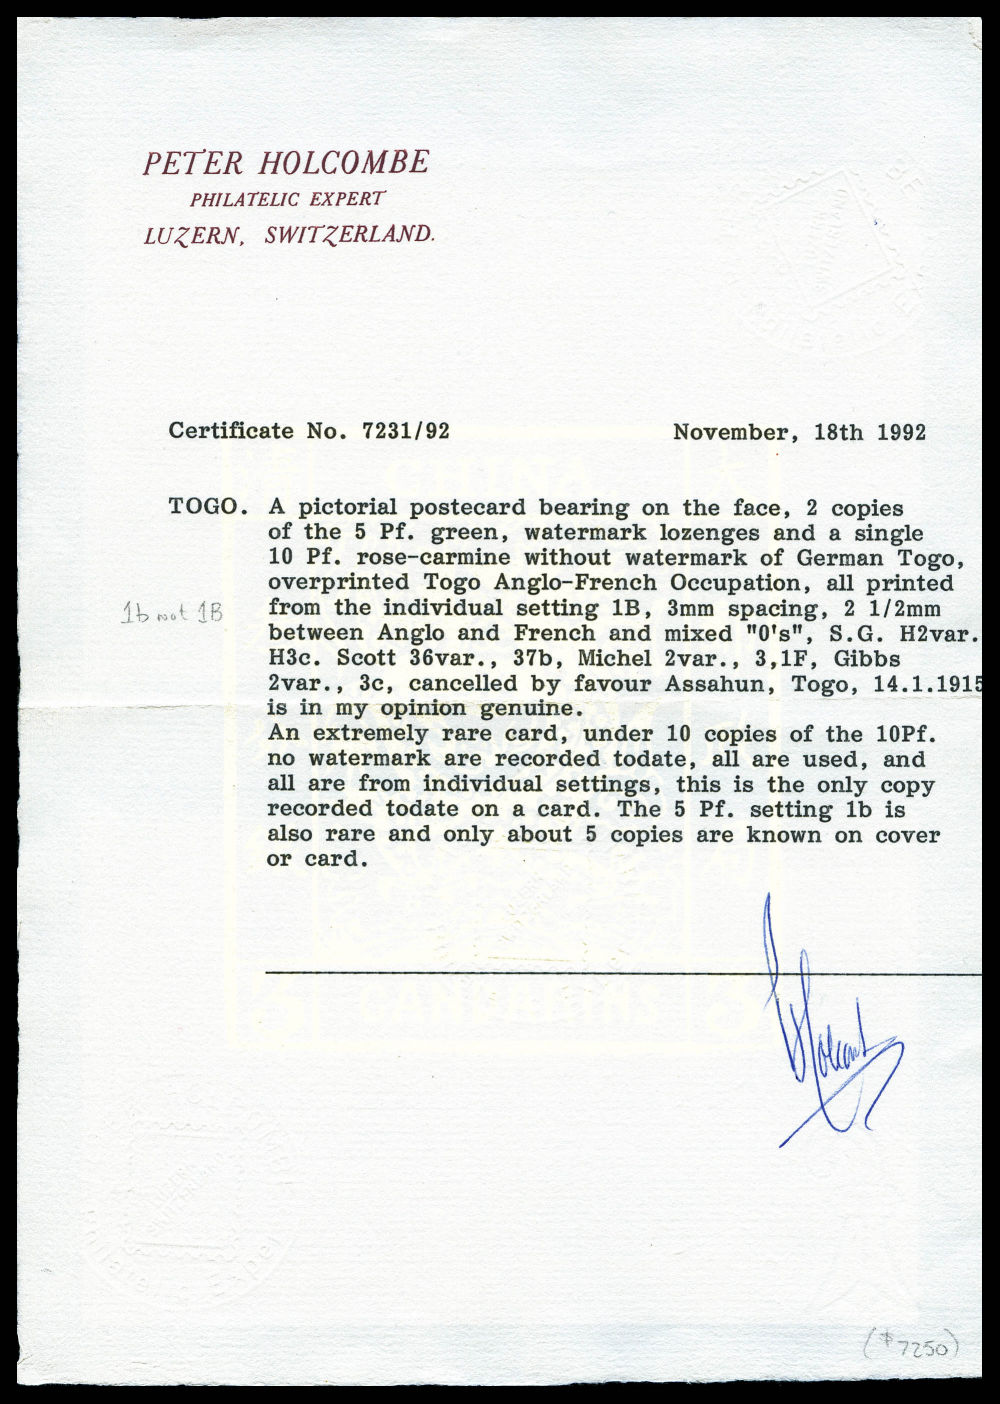 PETER HOLCOMBE
PHILATELIC EXPERT
LUZERN, SWITZERLAND.
Certificate No. 7231/92 November, 18th 1992
TOGO. A pictorial postecard bearing on the face, 2 copies
of the 5 Pf. green, watermark lozenges and a single
10 Pf. rose-carmine without watermark of German Togo,
overprinted Togo Anglo-French Occupation, all printed
1b not 1B
from the individual setting 1B, 3mm spacing, 2 1/2mm
between Anglo and French and mixed "0's", S.G. H2var.
H3c. Scott 36var., 37b, Michel 2var., 3,1F, Gibbs
2var., 3c, cancelled by favour Assahun, Togo, 14.1.1915
is in my opinion genuine.
An extremely rare card, under 10 copies of the 10Pf.
no watermark are recorded todate, all are used, and
all are from individual settings, this is the only copy
recorded todate on a card. The 5 Pf. setting 1b is
also rare and only about 5 copies are known on cover
or card.
($7250)